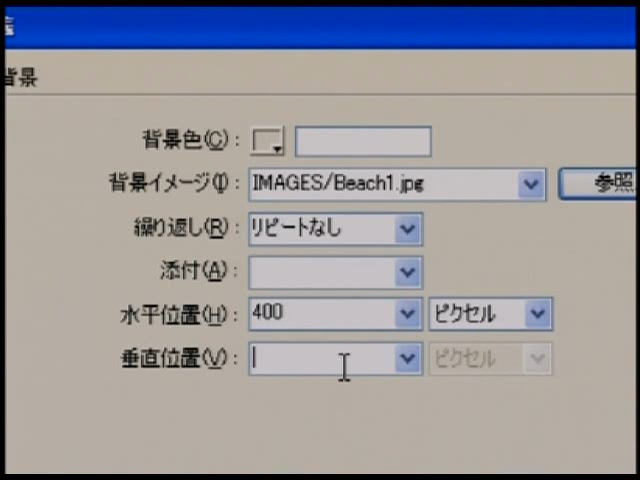 背景
背景色(C):
背景イメージ(I): IMAGES/Beach1.jpg 参照
繰り返し(R): リピートなし
添付(A):
水平位置(H): 400 ピクセル
垂直位置(V): ピクセル